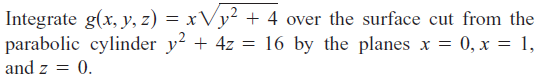 Integrate g(x, y, z) = x√(y² + 4) over the surface cut from the
parabolic cylinder y² + 4z = 16 by the planes x = 0, x = 1,
and z = 0.